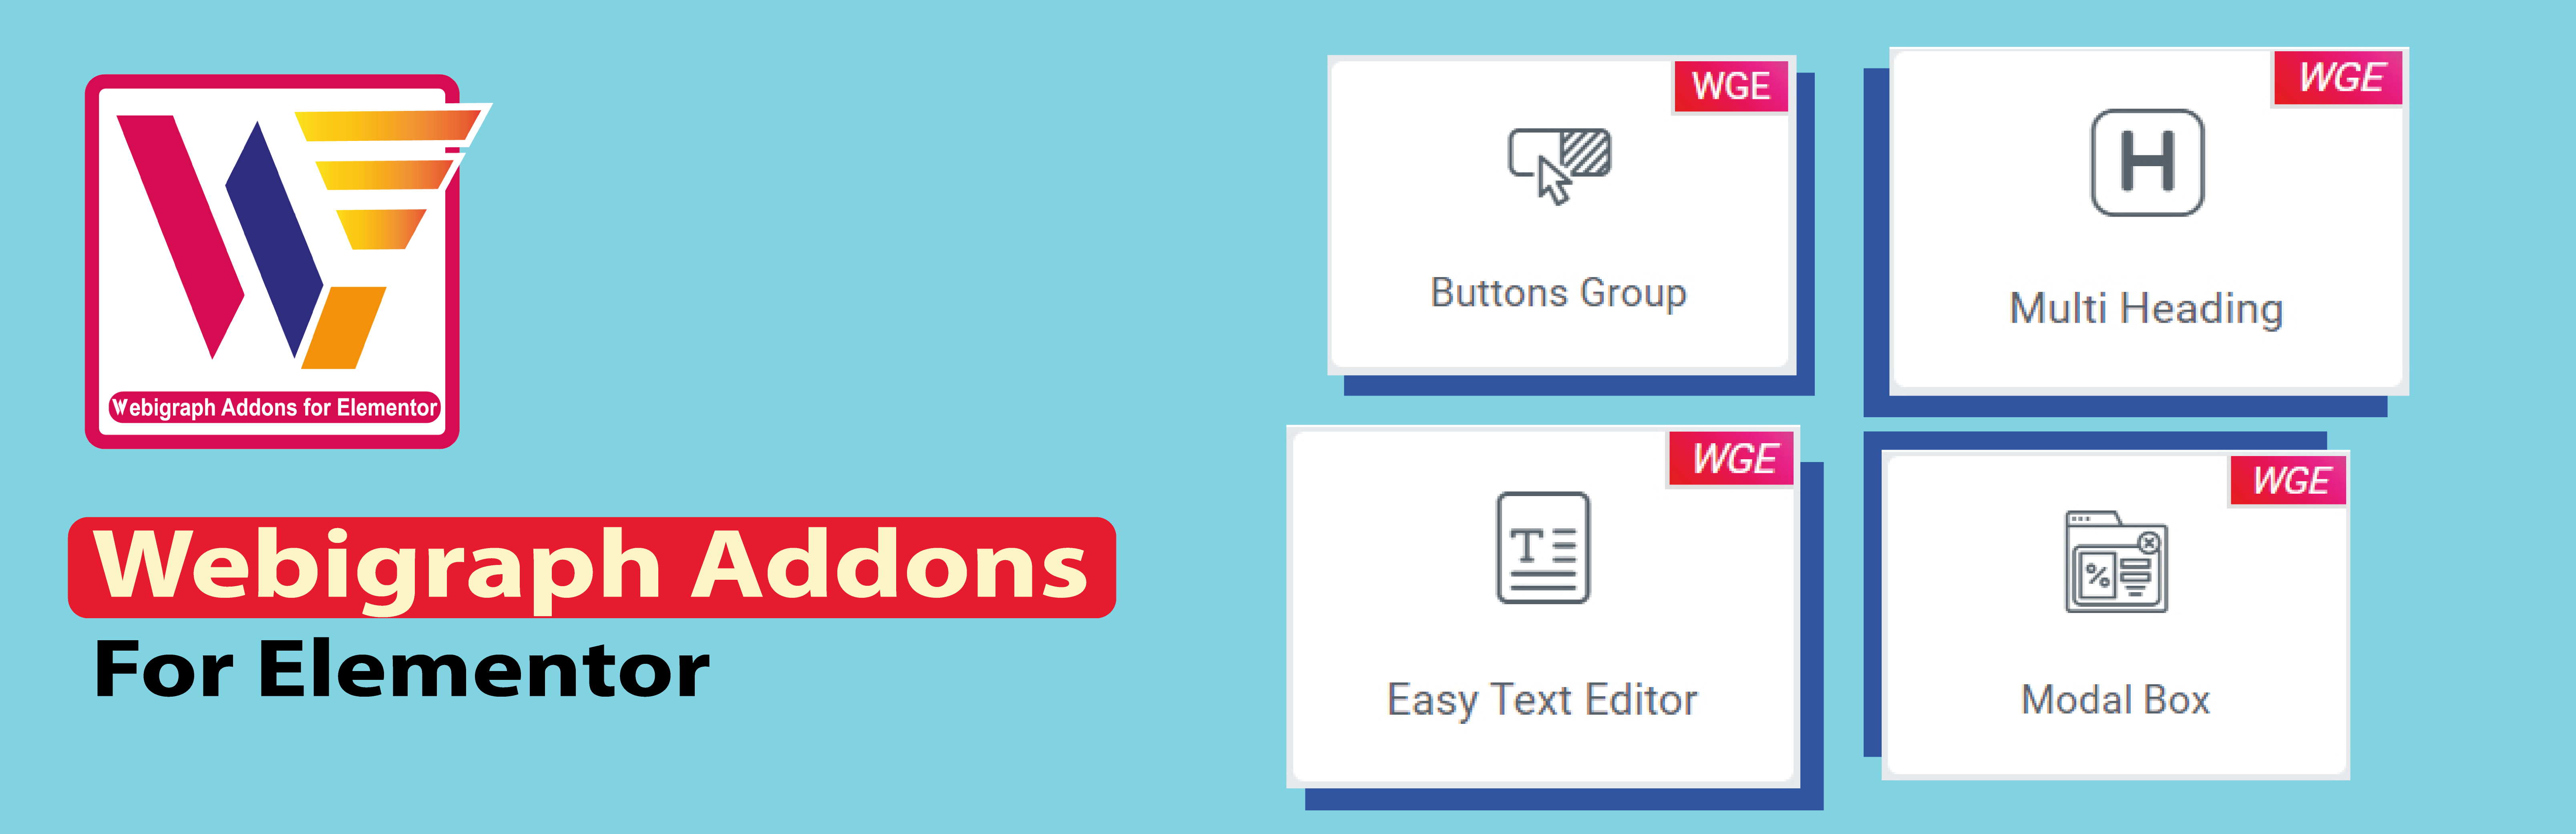 Webigraph Addons for Elementor
Webigraph Addons
For Elementor
WGE
Buttons Group
WGE
H
Multi Heading
WGE
T
Easy Text Editor
WGE
%
Modal Box